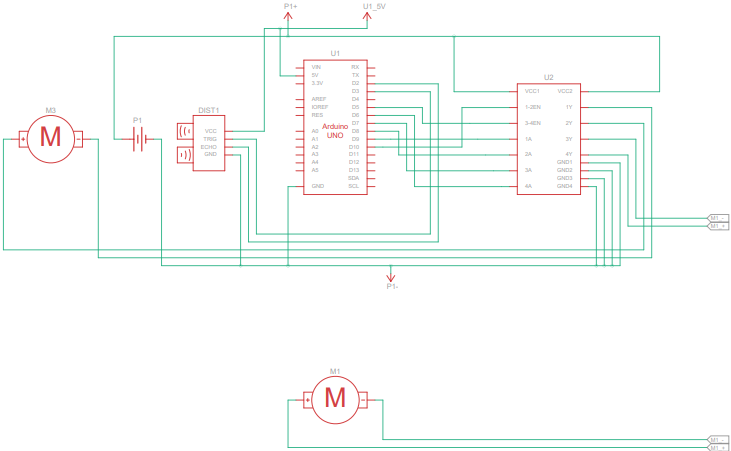 P1+
U1_5V
U1
VIN
5V
3.3V
AREF
IOREF
RES
A0
A1
A2
A3
A4
A5
GND
RX
TX
D2
D3
D4
D5
D6
D7
D8
D9
D10
D11
D12
D13
SDA
SCL
Arduino
UNO
U2
VCC1
1-2EN
3-4EN
1A
2A
3A
4A
VCC2
1Y
2Y
3Y
4Y
GND1
GND2
GND3
GND4
M3
+
M
-
P1
DIST1
VCC
TRIG
ECHO
GND
M1_-
M1_+
P1-
M1
+
M
-
M1_-
M1_+